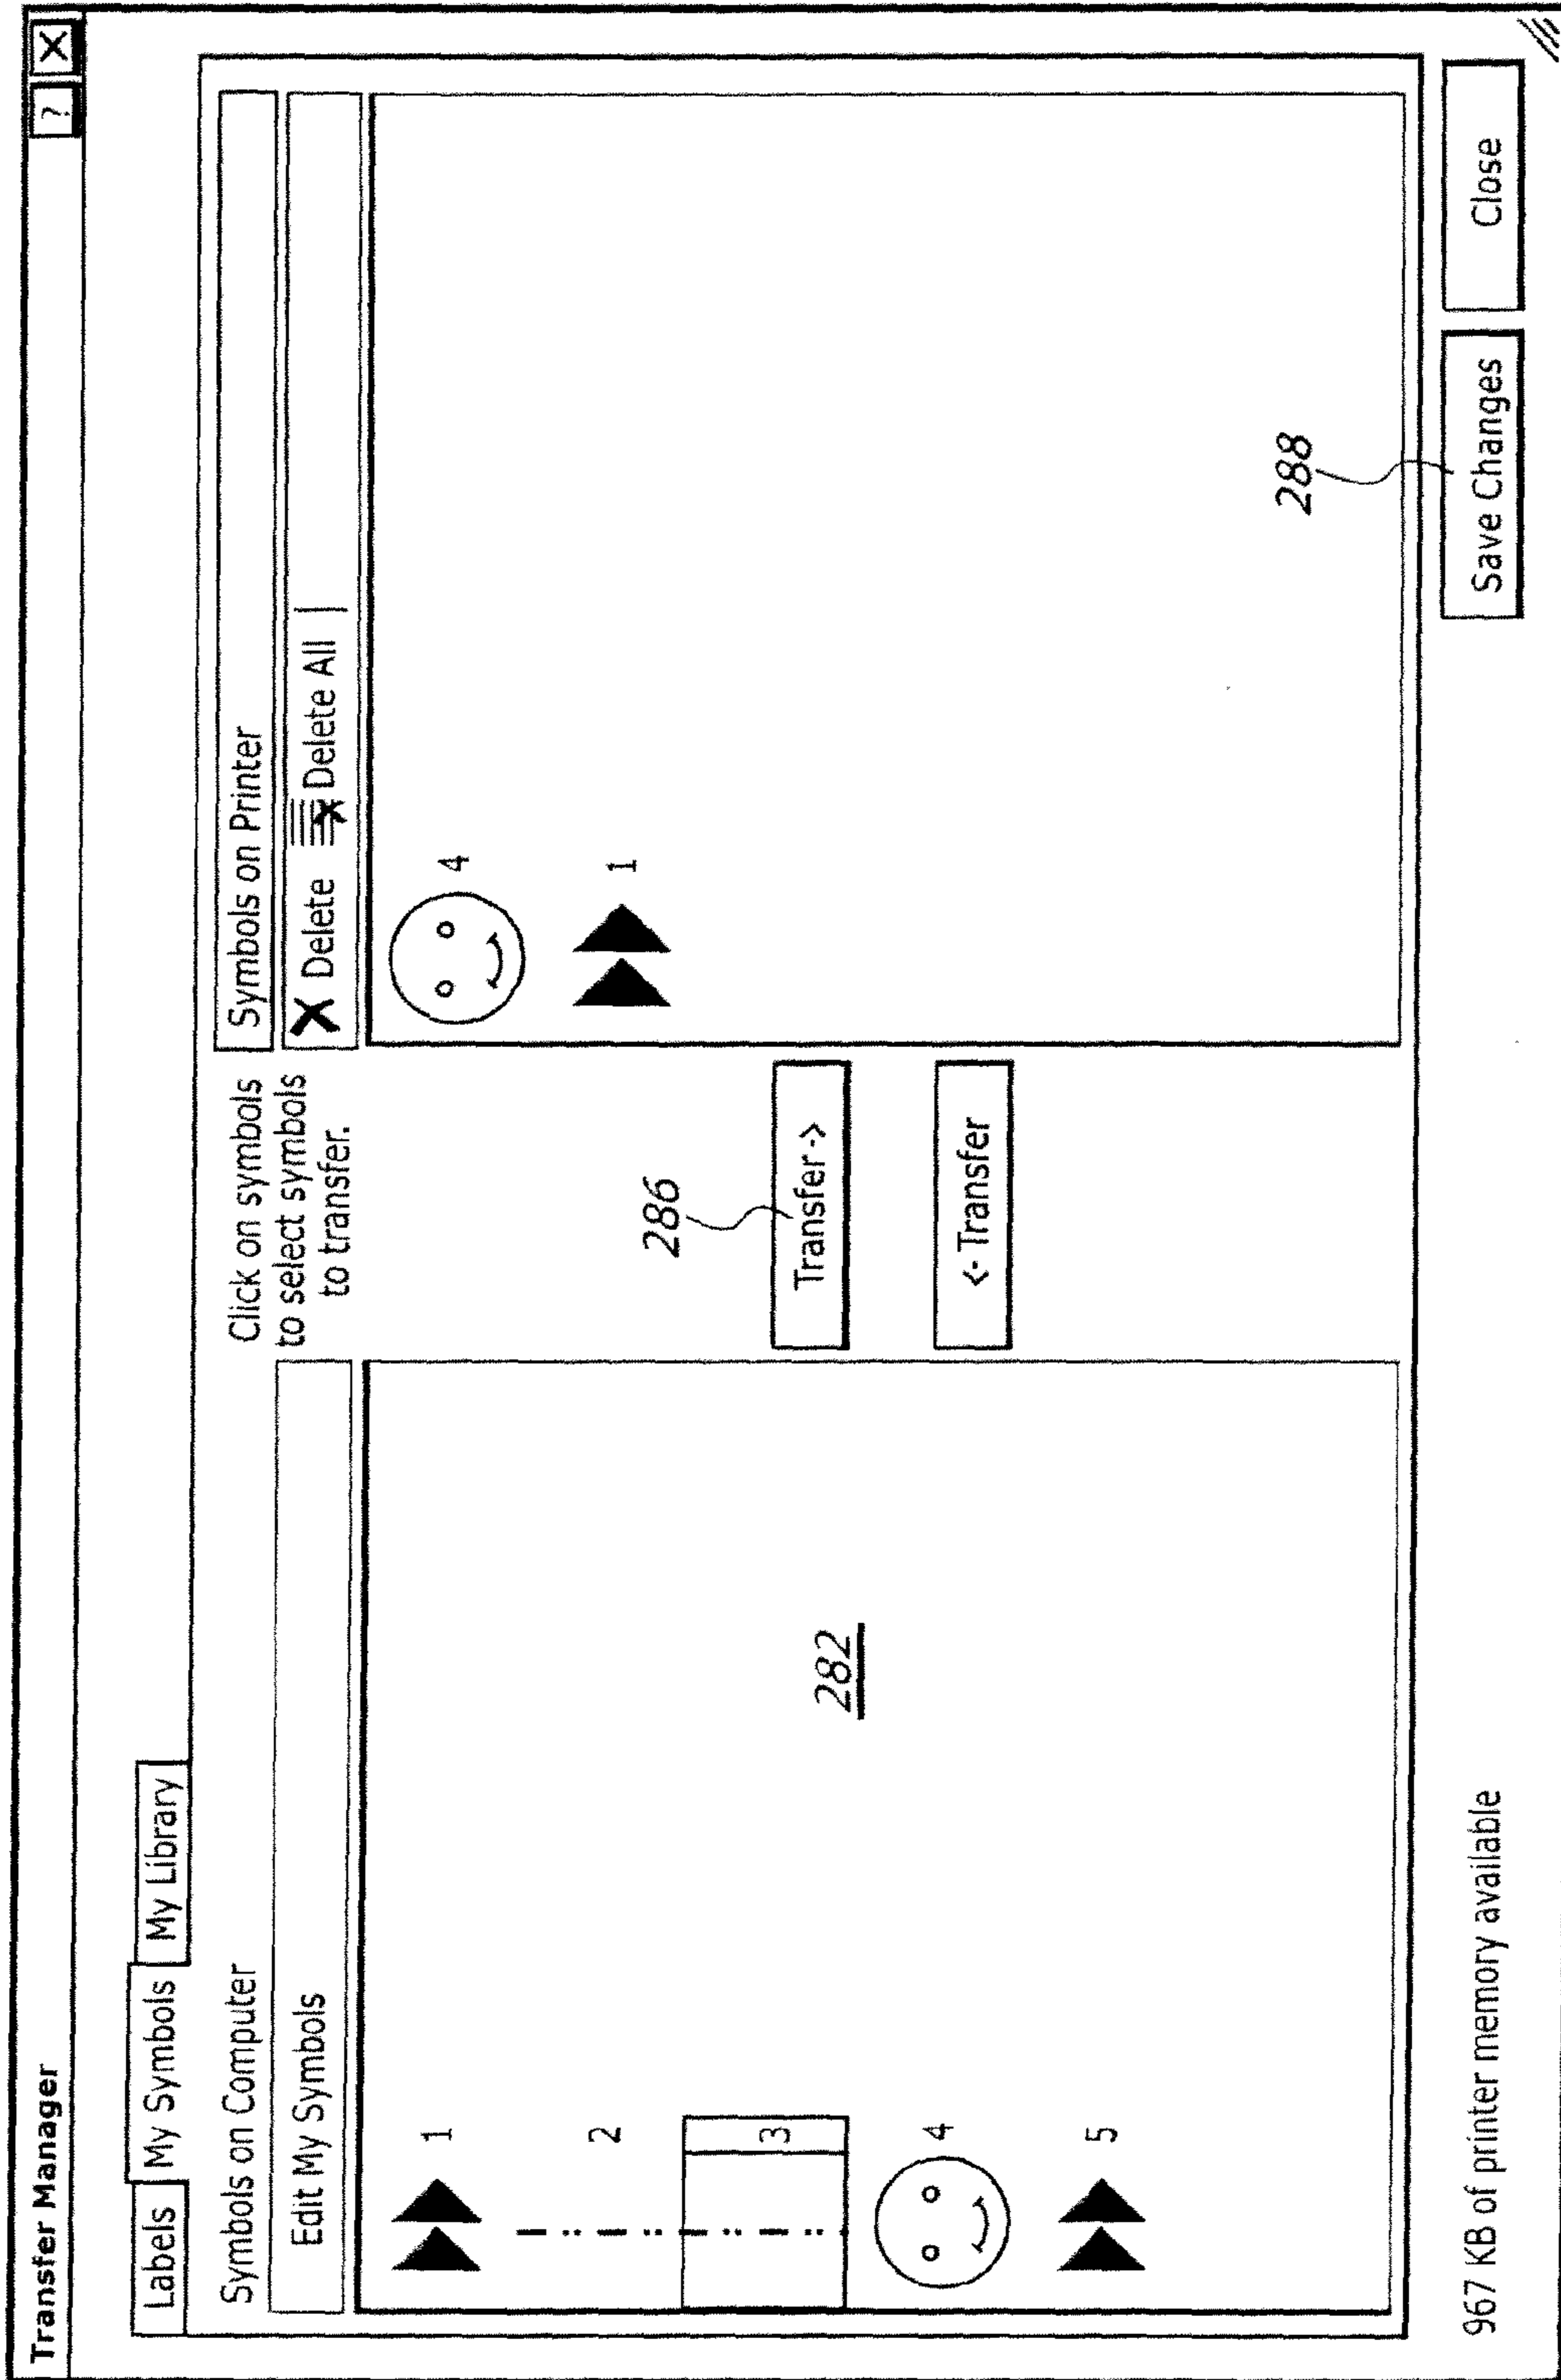 Transfer Manager
? X
Labels My Symbols My Library
Symbols on Computer
Edit My Symbols
1
2
3
4
5
282
Click on symbols
to select symbols
to transfer.
286
Transfer ->
<- Transfer
Symbols on Printer
X Delete Delete All
4
1
288
967 KB of printer memory available
Save Changes Close